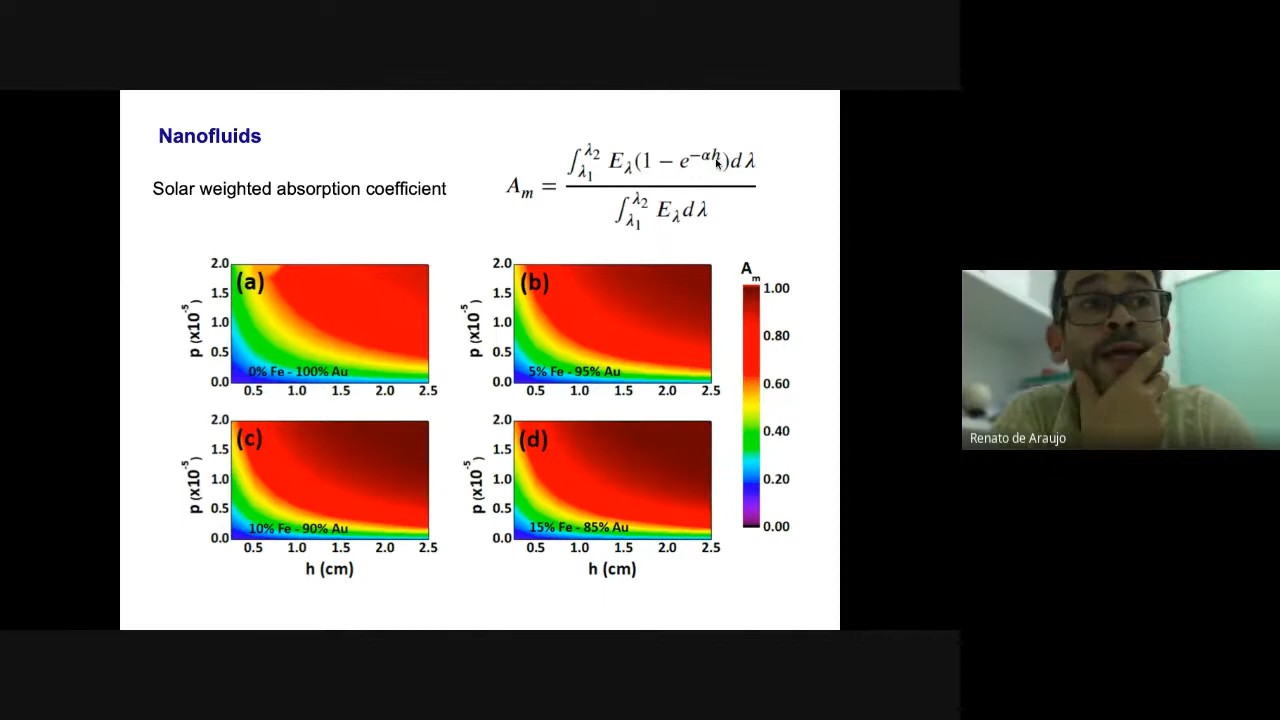 Nanofluids
Solar weighted absorption coefficient
A_m = ∫_{λ_1}^{λ_2} E_λ(1 − e^{−αh})dλ / ∫_{λ_1}^{λ_2} E_λ dλ
(a)
2.0
1.5
1.0
0.5
0.0
p (x10^-5)
0% Fe - 100% Au
0.5 1.0 1.5 2.0 2.5
(b)
2.0
1.5
1.0
0.5
0.0
p (x10^-5)
5% Fe - 95% Au
0.5 1.0 1.5 2.0 2.5
A_m
1.00
0.80
0.60
0.40
0.20
0.00
(c)
2.0
1.5
1.0
0.5
0.0
p (x10^-5)
10% Fe - 90% Au
0.5 1.0 1.5 2.0 2.5
h (cm)
(d)
2.0
1.5
1.0
0.5
0.0
p (x10^-5)
15% Fe - 85% Au
0.5 1.0 1.5 2.0 2.5
h (cm)
Renato de Araujo